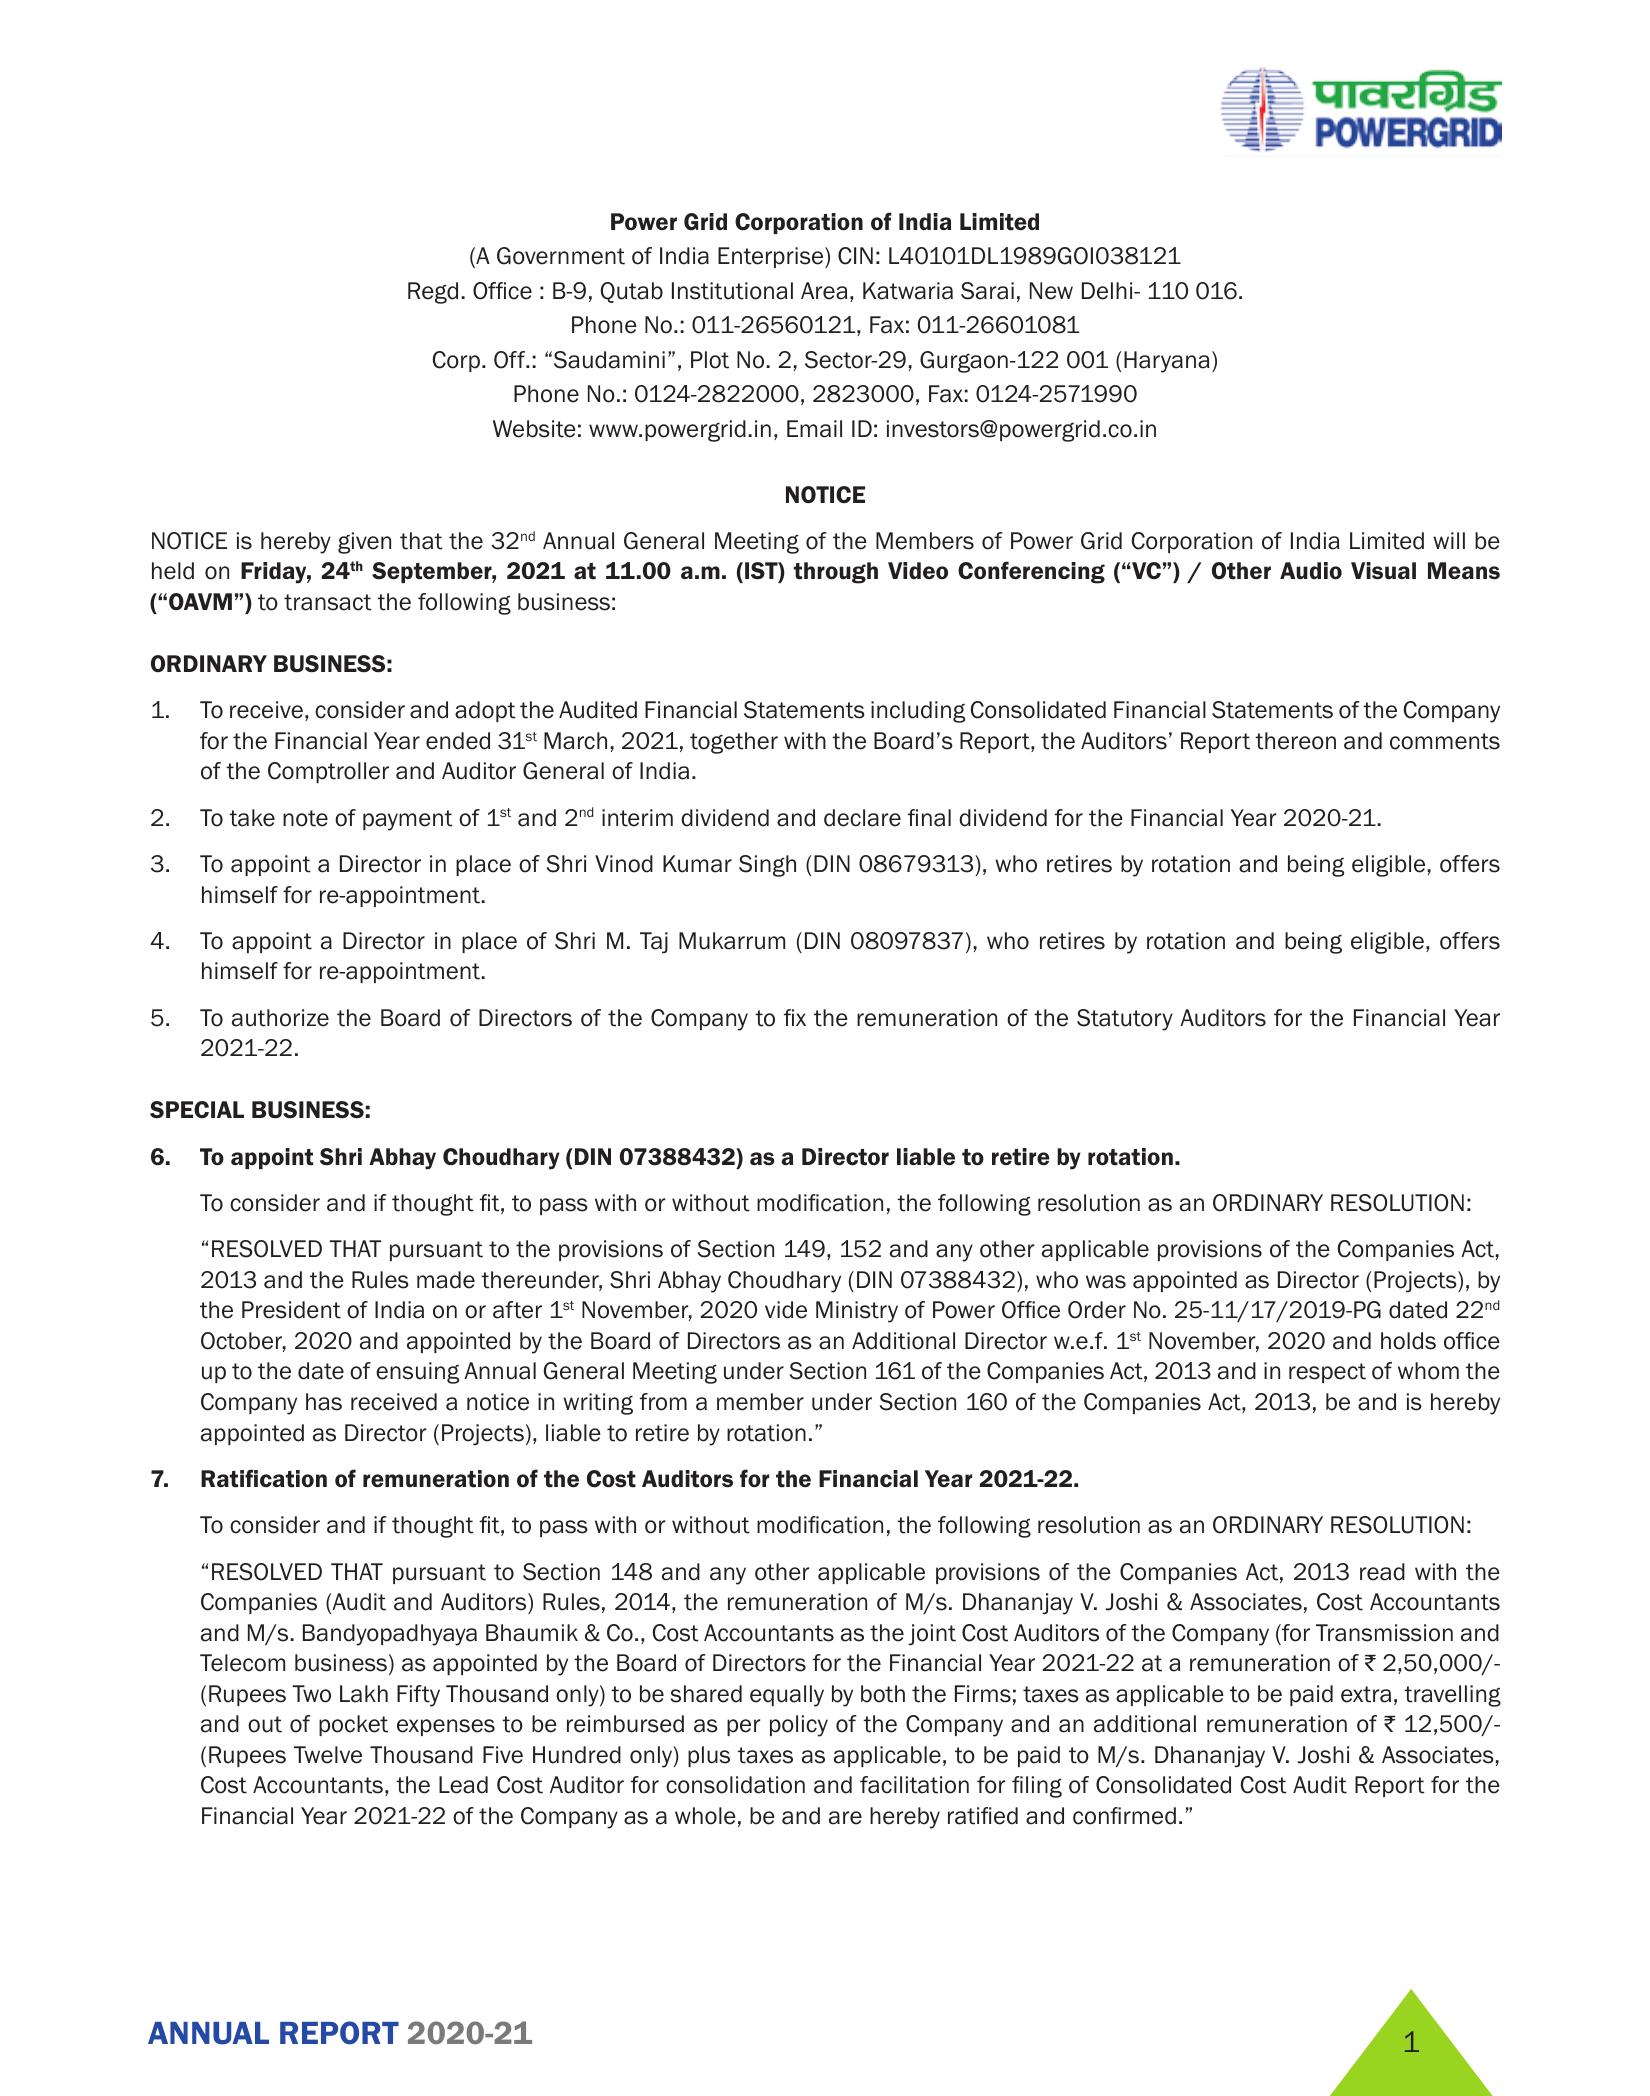 पावरग्रिड
POWERGRID
Power Grid Corporation of India Limited
(A Government of India Enterprise) CIN: L40101DL1989GOI038121
Regd. Office : B-9, Qutab Institutional Area, Katwaria Sarai, New Delhi- 110 016.
Phone No.: 011-26560121, Fax: 011-26601081
Corp. Off.: “Saudamini”, Plot No. 2, Sector-29, Gurgaon-122 001 (Haryana)
Phone No.: 0124-2822000, 2823000, Fax: 0124-2571990
Website: www.powergrid.in, Email ID: investors@powergrid.co.in
NOTICE
NOTICE is hereby given that the 32nd Annual General Meeting of the Members of Power Grid Corporation of India Limited will be
held on Friday, 24th September, 2021 at 11.00 a.m. (IST) through Video Conferencing (“VC”) / Other Audio Visual Means
(“OAVM”) to transact the following business:
ORDINARY BUSINESS:
1. To receive, consider and adopt the Audited Financial Statements including Consolidated Financial Statements of the Company
for the Financial Year ended 31st March, 2021, together with the Board’s Report, the Auditors’ Report thereon and comments
of the Comptroller and Auditor General of India.
2. To take note of payment of 1st and 2nd interim dividend and declare final dividend for the Financial Year 2020-21.
3. To appoint a Director in place of Shri Vinod Kumar Singh (DIN 08679313), who retires by rotation and being eligible, offers
himself for re-appointment.
4. To appoint a Director in place of Shri M. Taj Mukarrum (DIN 08097837), who retires by rotation and being eligible, offers
himself for re-appointment.
5. To authorize the Board of Directors of the Company to fix the remuneration of the Statutory Auditors for the Financial Year
2021-22.
SPECIAL BUSINESS:
6. To appoint Shri Abhay Choudhary (DIN 07388432) as a Director liable to retire by rotation.
To consider and if thought fit, to pass with or without modification, the following resolution as an ORDINARY RESOLUTION:
“RESOLVED THAT pursuant to the provisions of Section 149, 152 and any other applicable provisions of the Companies Act,
2013 and the Rules made thereunder, Shri Abhay Choudhary (DIN 07388432), who was appointed as Director (Projects), by
the President of India on or after 1st November, 2020 vide Ministry of Power Office Order No. 25-11/17/2019-PG dated 22nd
October, 2020 and appointed by the Board of Directors as an Additional Director w.e.f. 1st November, 2020 and holds office
up to the date of ensuing Annual General Meeting under Section 161 of the Companies Act, 2013 and in respect of whom the
Company has received a notice in writing from a member under Section 160 of the Companies Act, 2013, be and is hereby
appointed as Director (Projects), liable to retire by rotation.”
7. Ratification of remuneration of the Cost Auditors for the Financial Year 2021-22.
To consider and if thought fit, to pass with or without modification, the following resolution as an ORDINARY RESOLUTION:
“RESOLVED THAT pursuant to Section 148 and any other applicable provisions of the Companies Act, 2013 read with the
Companies (Audit and Auditors) Rules, 2014, the remuneration of M/s. Dhananjay V. Joshi & Associates, Cost Accountants
and M/s. Bandyopadhyaya Bhaumik & Co., Cost Accountants as the joint Cost Auditors of the Company (for Transmission and
Telecom business) as appointed by the Board of Directors for the Financial Year 2021-22 at a remuneration of ₹ 2,50,000/-
(Rupees Two Lakh Fifty Thousand only) to be shared equally by both the Firms; taxes as applicable to be paid extra, travelling
and out of pocket expenses to be reimbursed as per policy of the Company and an additional remuneration of ₹ 12,500/-
(Rupees Twelve Thousand Five Hundred only) plus taxes as applicable, to be paid to M/s. Dhananjay V. Joshi & Associates,
Cost Accountants, the Lead Cost Auditor for consolidation and facilitation for filing of Consolidated Cost Audit Report for the
Financial Year 2021-22 of the Company as a whole, be and are hereby ratified and confirmed.”
ANNUAL REPORT 2020-21
1